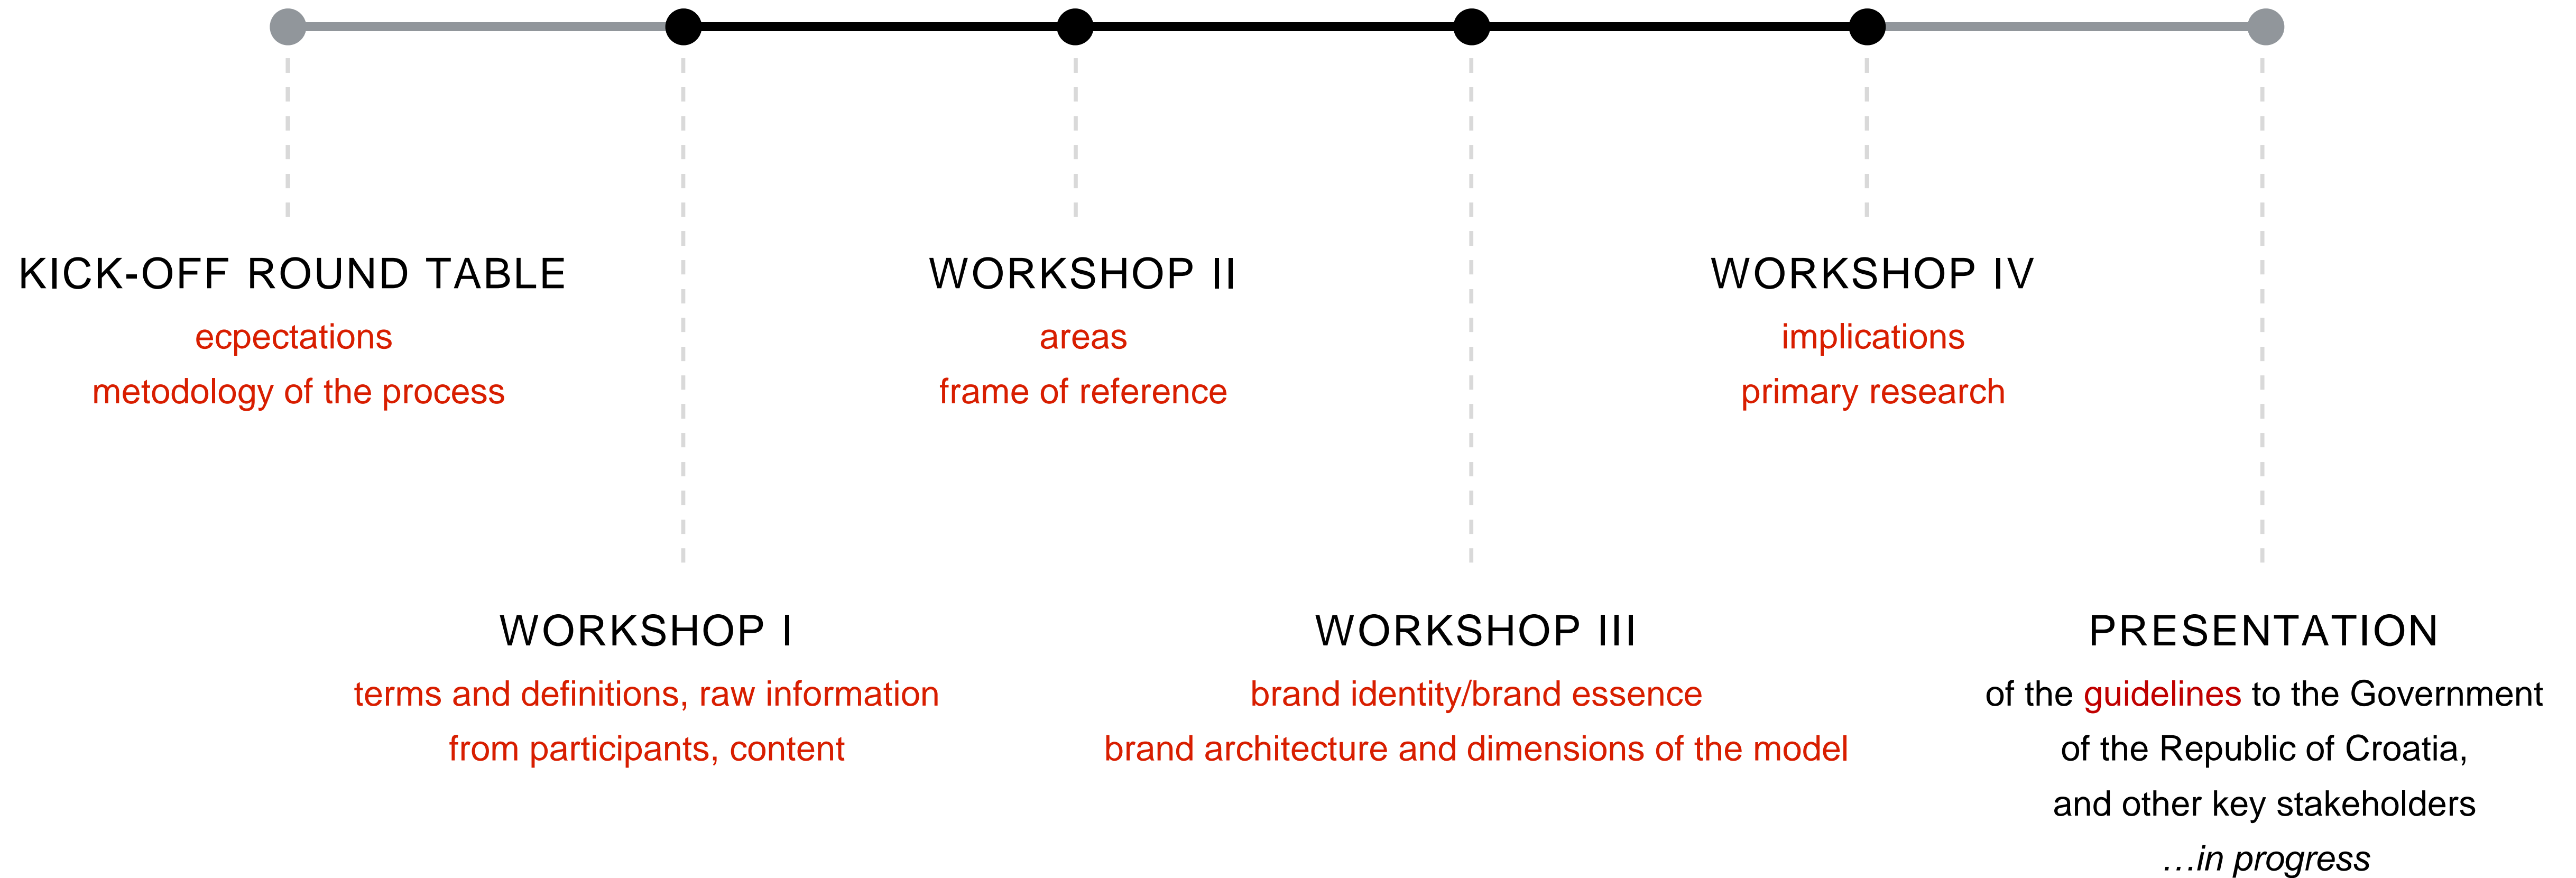 KICK-OFF ROUND TABLE
ecpectations
metodology of the process
WORKSHOP I
terms and definitions, raw information
from participants, content
WORKSHOP II
areas
frame of reference
WORKSHOP III
brand identity/brand essence
brand architecture and dimensions of the model
WORKSHOP IV
implications
primary research
PRESENTATION
of the guidelines to the Government
of the Republic of Croatia,
and other key stakeholders
…in progress